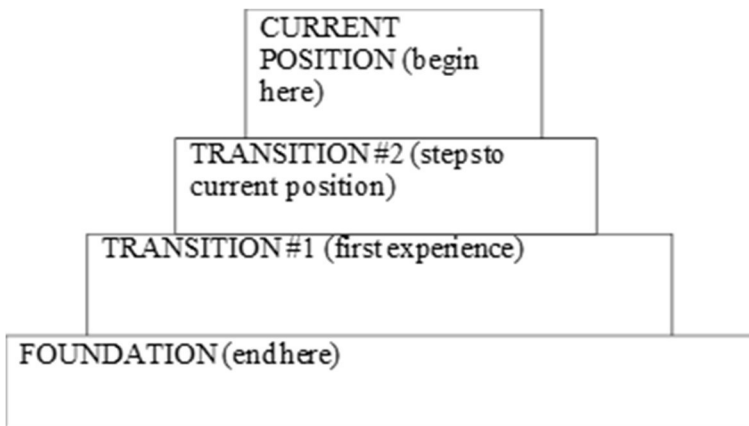 CURRENT
POSITION (begin
here)
TRANSITION #2 (steps to
current position)
TRANSITION #1 (first experience)
FOUNDATION (end here)